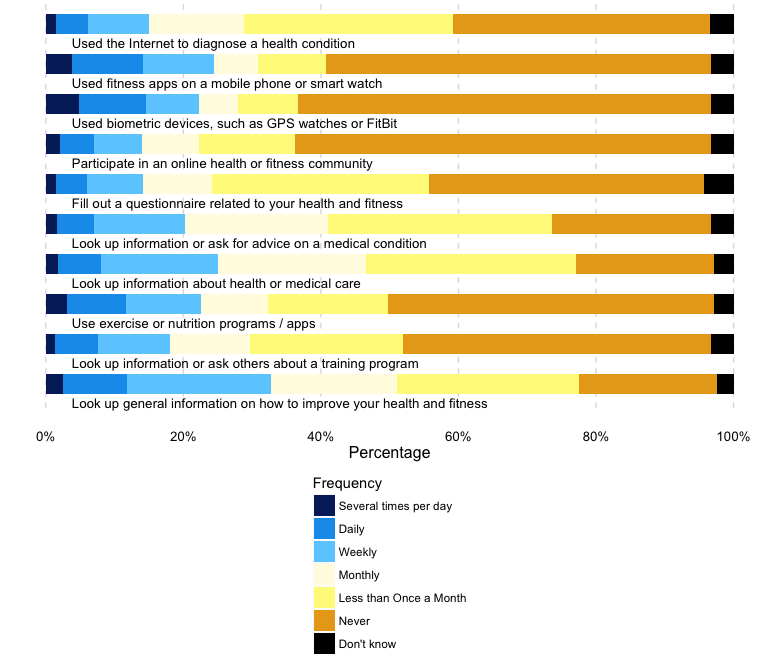 Used the Internet to diagnose a health condition
Used fitness apps on a mobile phone or smart watch
Used biometric devices, such as GPS watches or FitBit
Participate in an online health or fitness community
Fill out a questionnaire related to your health and fitness
Look up information or ask for advice on a medical condition
Look up information about health or medical care
Use exercise or nutrition programs / apps
Look up information or ask others about a training program
Look up general information on how to improve your health and fitness
0% 20% 40% 60% 80% 100%
Percentage
Frequency
Several times per day
Daily
Weekly
Monthly
Less than Once a Month
Never
Don't know